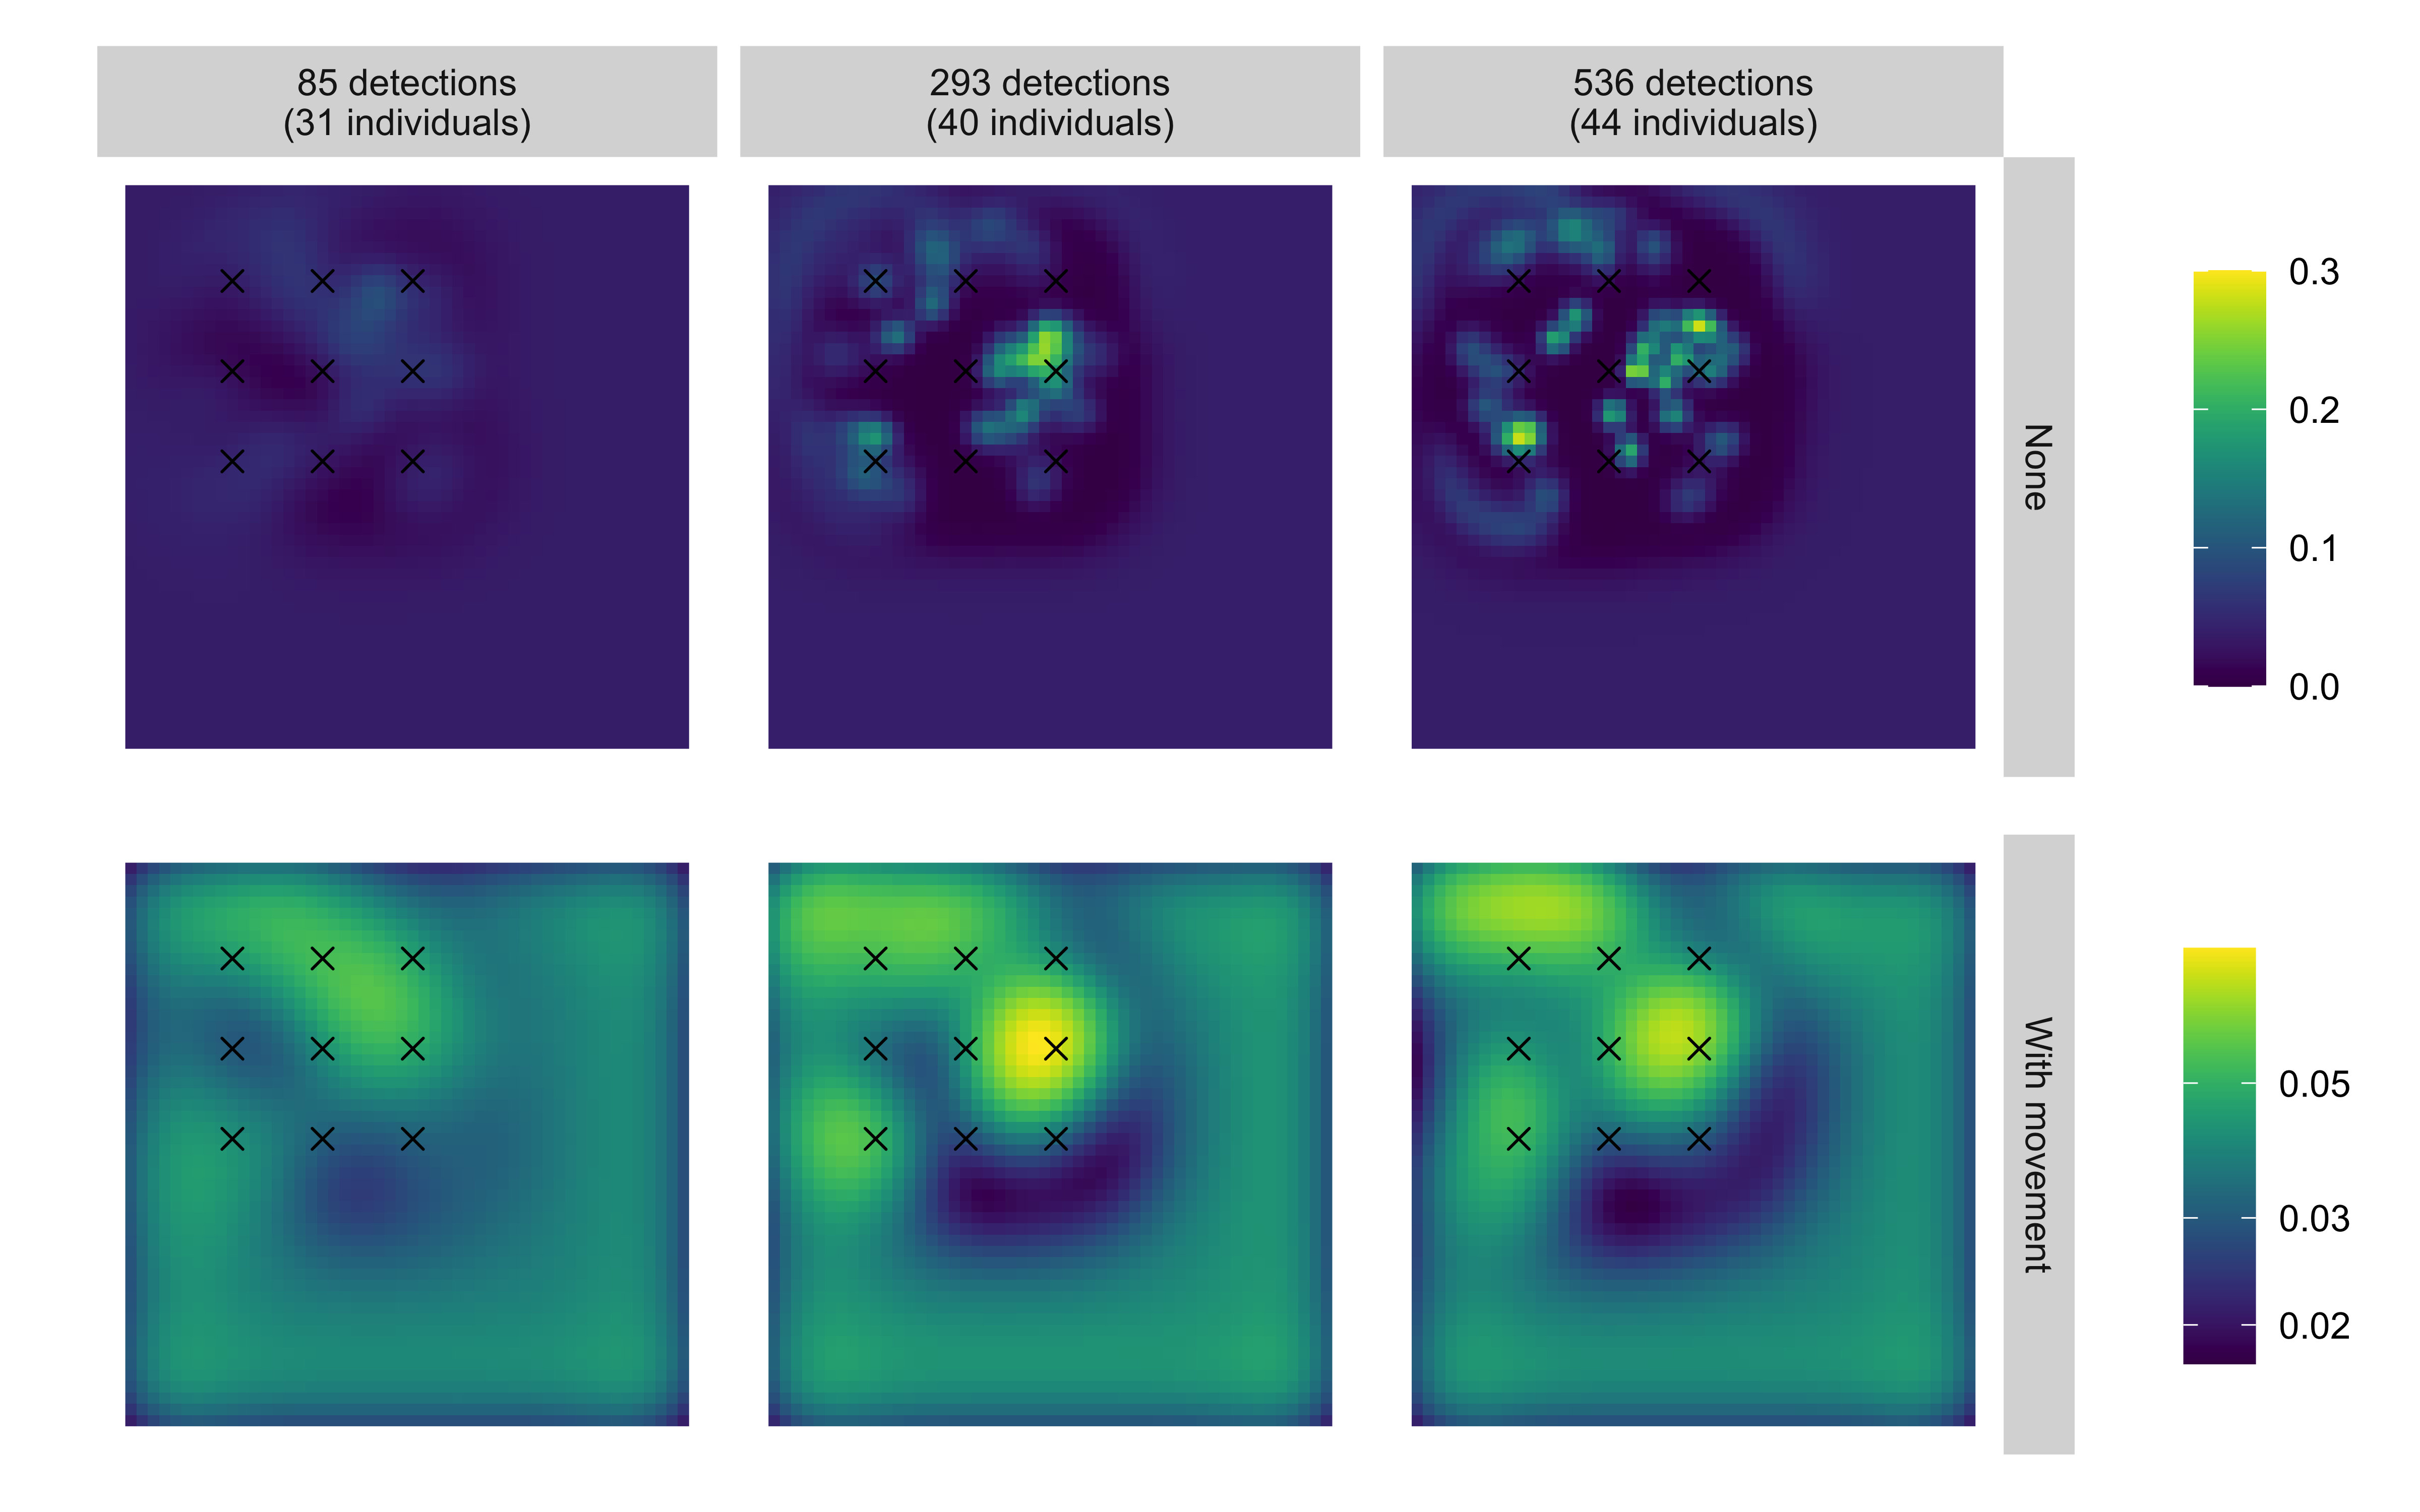 85 detections
(31 individuals)
293 detections
(40 individuals)
536 detections
(44 individuals)
None
0.3
0.2
0.1
0.0
With movement
0.05
0.03
0.02